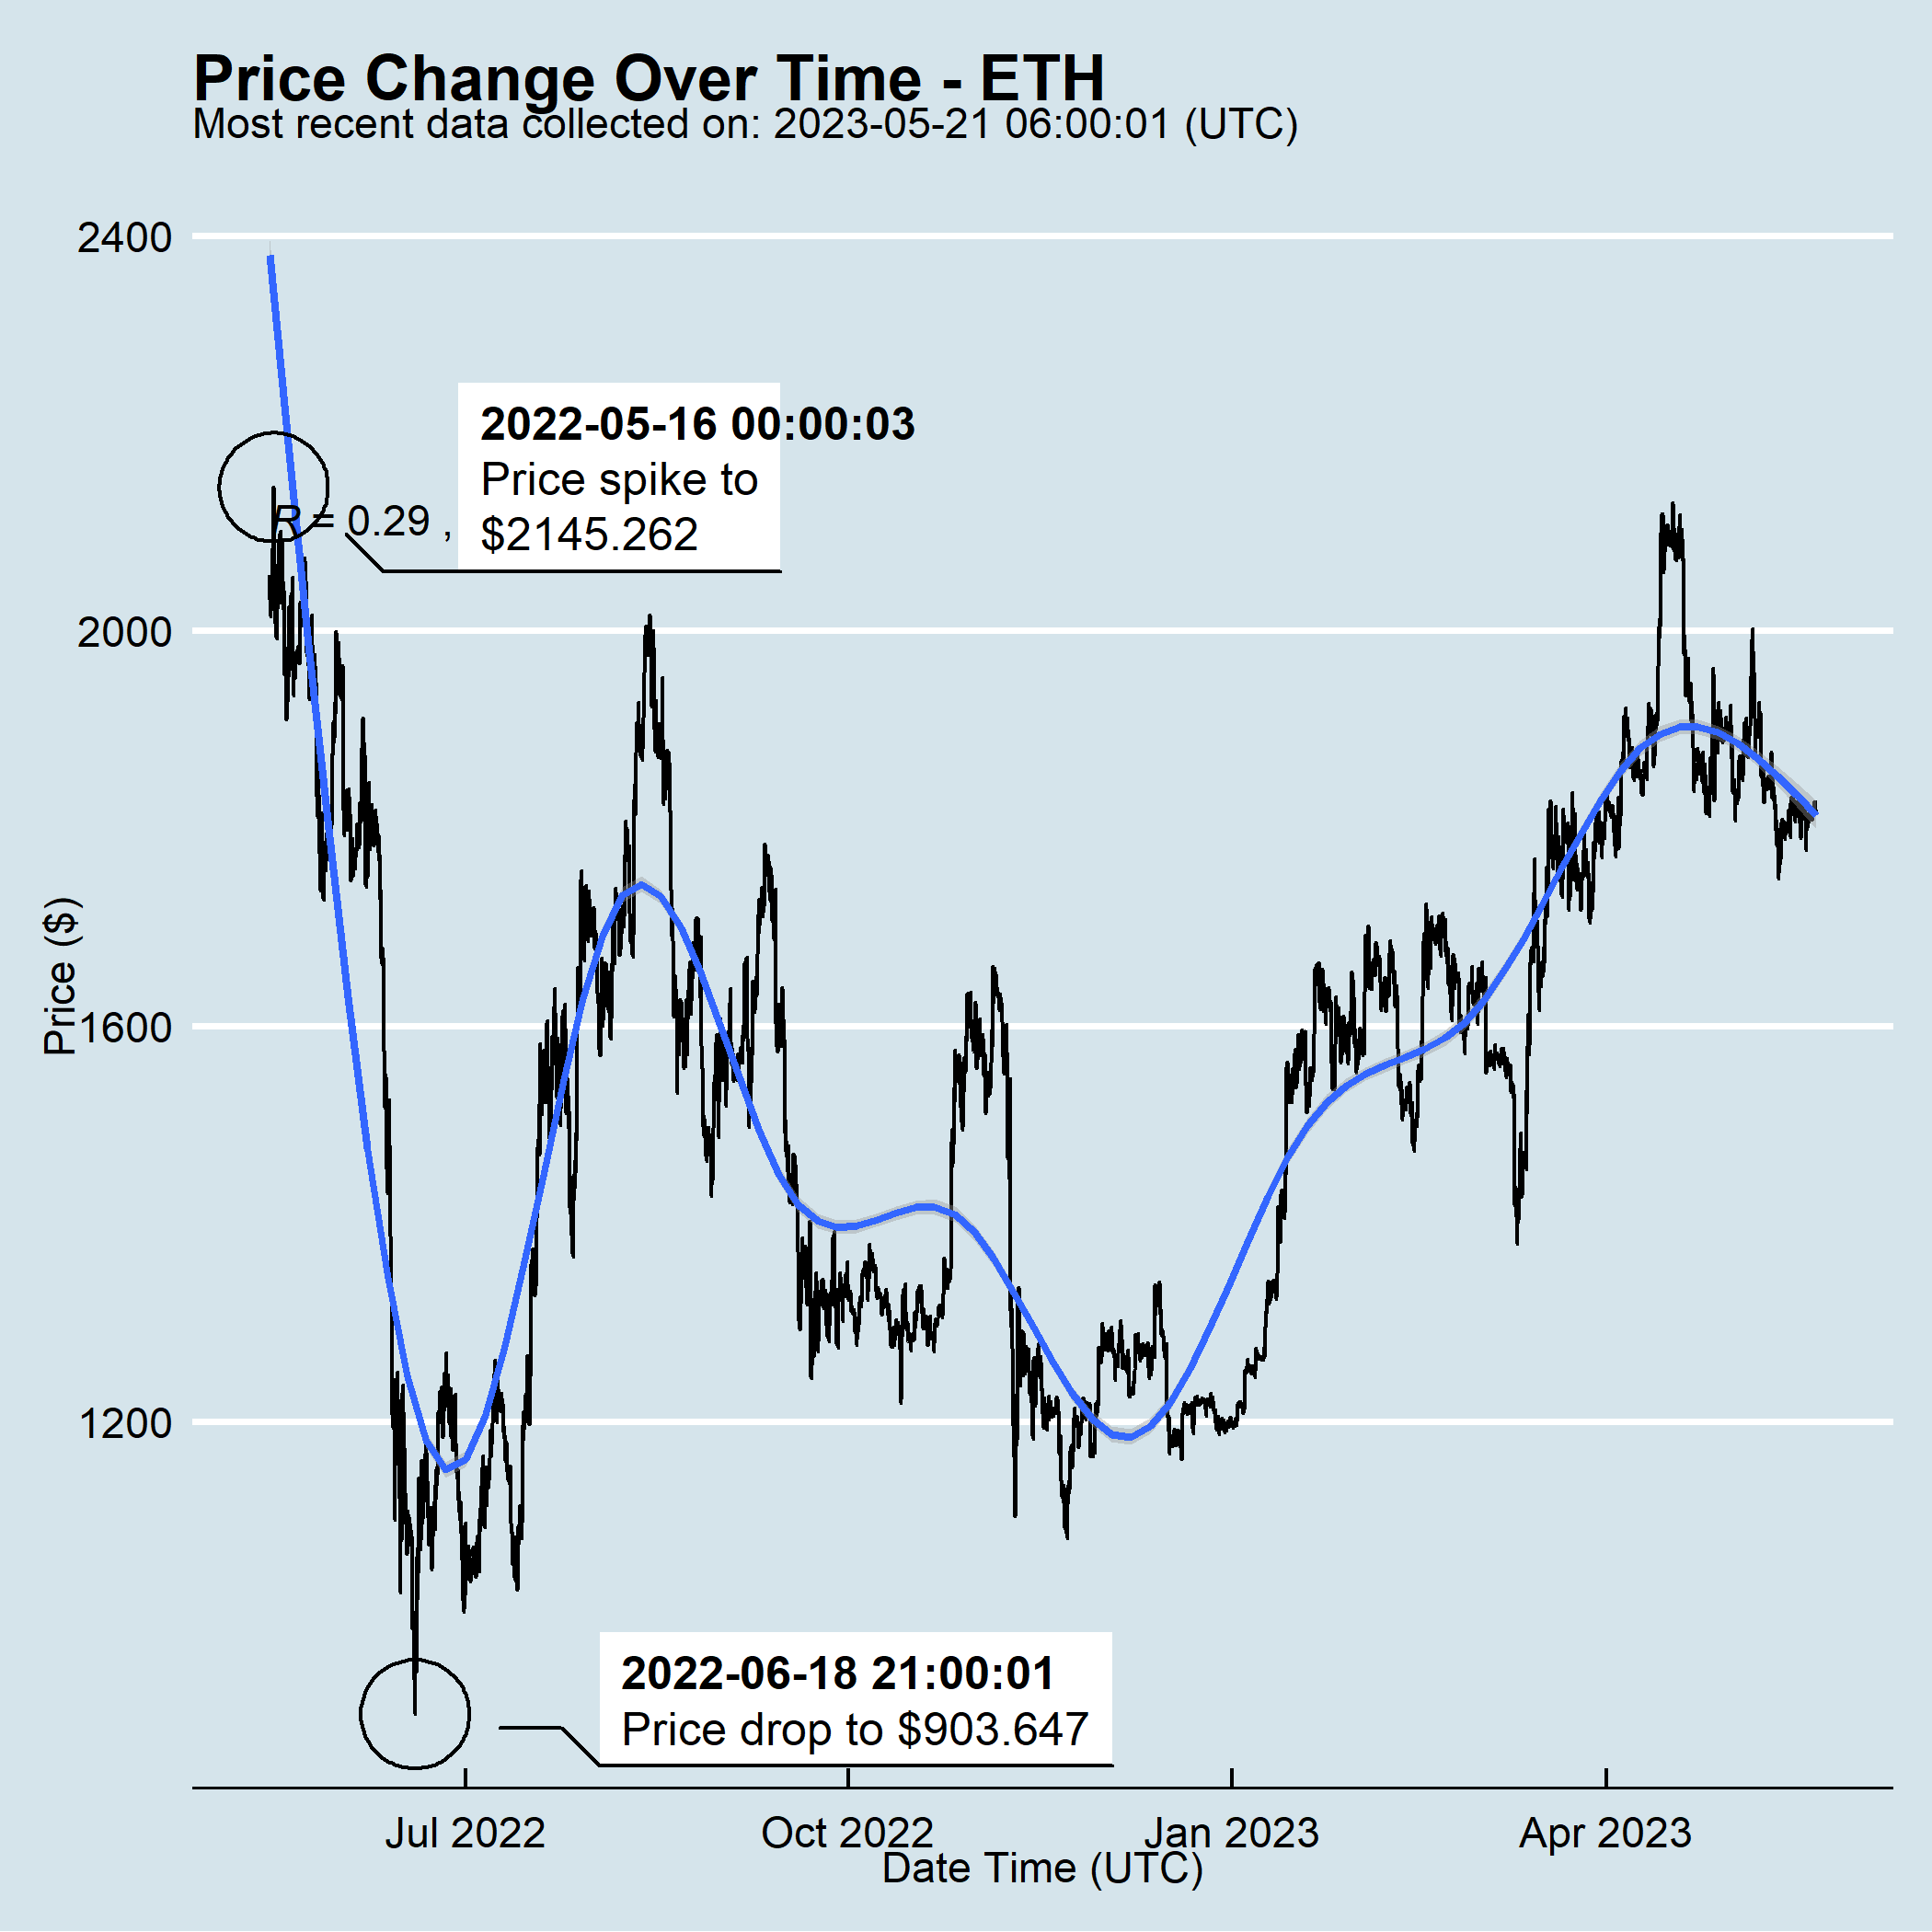 Price Change Over Time - ETH
Most recent data collected on: 2023-05-21 06:00:01 (UTC)
2400
2022-05-16 00:00:03
Price spike to
$2145.262
R = 0.29 ,
2000
Price ($)
1600
1200
2022-06-18 21:00:01
Price drop to $903.647
Jul 2022
Oct 2022
Jan 2023
Apr 2023
Date Time (UTC)